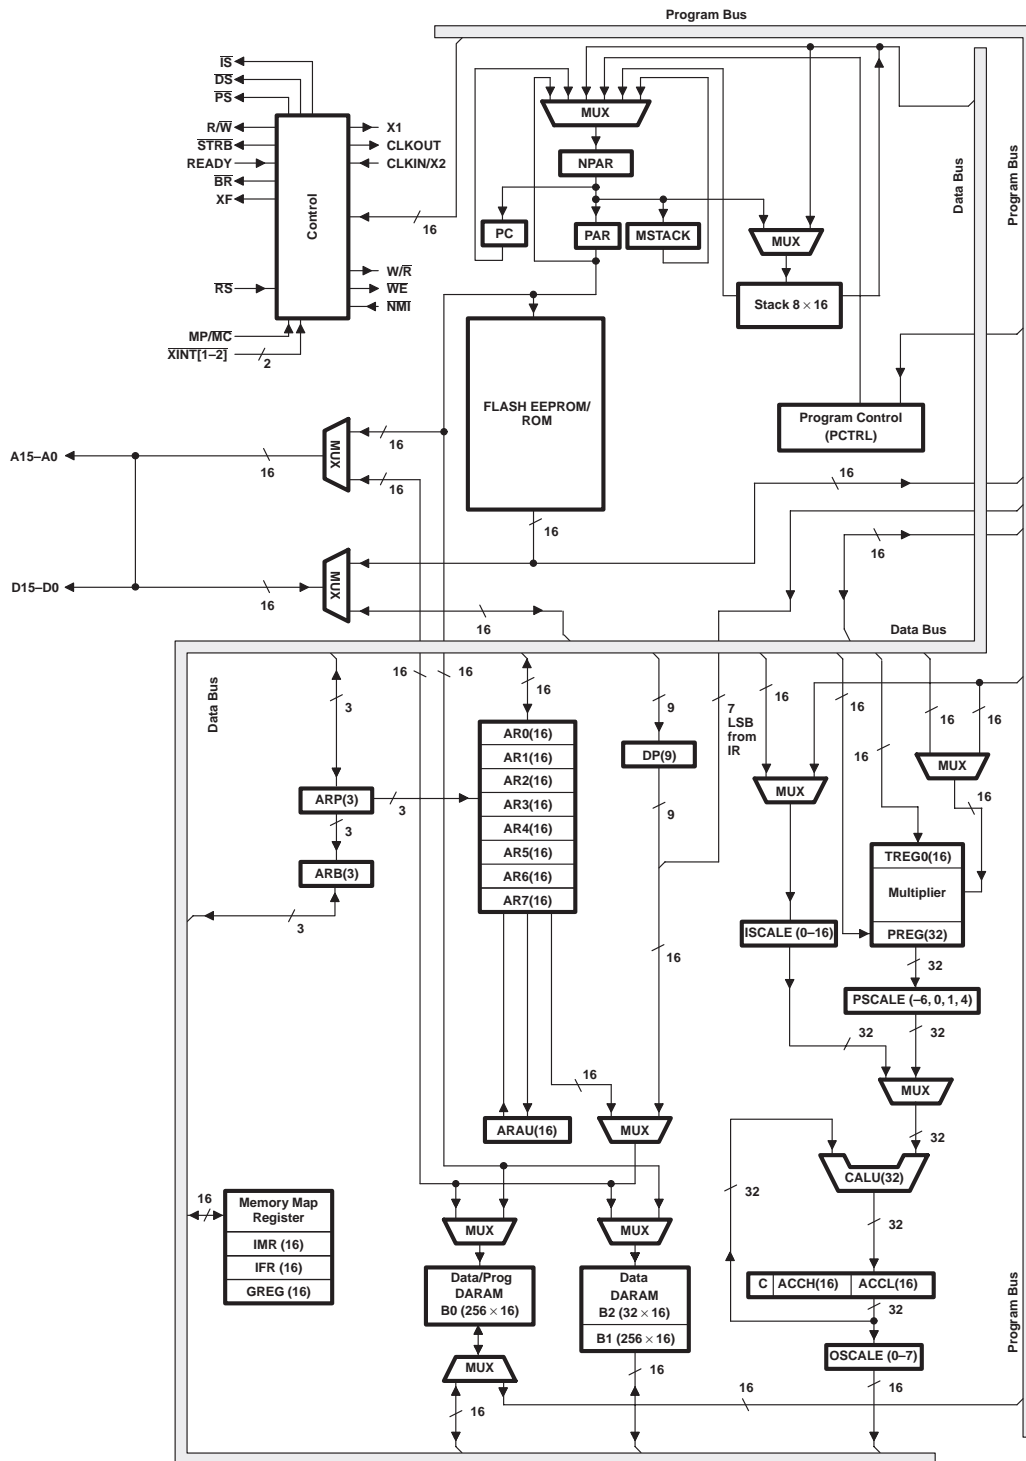 Program Bus
IS
DS
PS
R/W
STRB
READY
BR
XF
RS
MP/MC
XINT[1–2]
2
Control
X1
CLKOUT
CLKIN/X2
16
W/R
WE
NMI
MUX
NPAR
PC
PAR
MSTACK
MUX
Stack 8 × 16
Data Bus
Program Bus
FLASH EEPROM/
ROM
Program Control
(PCTRL)
A15–A0
16
MUX
16
16
16
16
D15–D0
16
MUX
16
16
Data Bus
Data Bus
3
16
16
16
9
7
LSB
from
IR
16
16
16
16
16
AR0(16)
AR1(16)
AR2(16)
AR3(16)
AR4(16)
AR5(16)
AR6(16)
AR7(16)
DP(9)
9
MUX
MUX
16
ARP(3)
3
3
ARB(3)
3
TREG0(16)
Multiplier
PREG(32)
ISCALE (0–16)
16
32
PSCALE (–6, 0, 1, 4)
32
32
16
MUX
ARAU(16)
MUX
32
CALU(32)
32
32
16
Memory Map
Register
IMR (16)
IFR (16)
GREG (16)
MUX
MUX
Data/Prog
DARAM
B0 (256 × 16)
Data
DARAM
B2 (32 × 16)
B1 (256 × 16)
C
ACCH(16)
ACCL(16)
32
OSCALE (0–7)
MUX
16
16
16
16
Program Bus